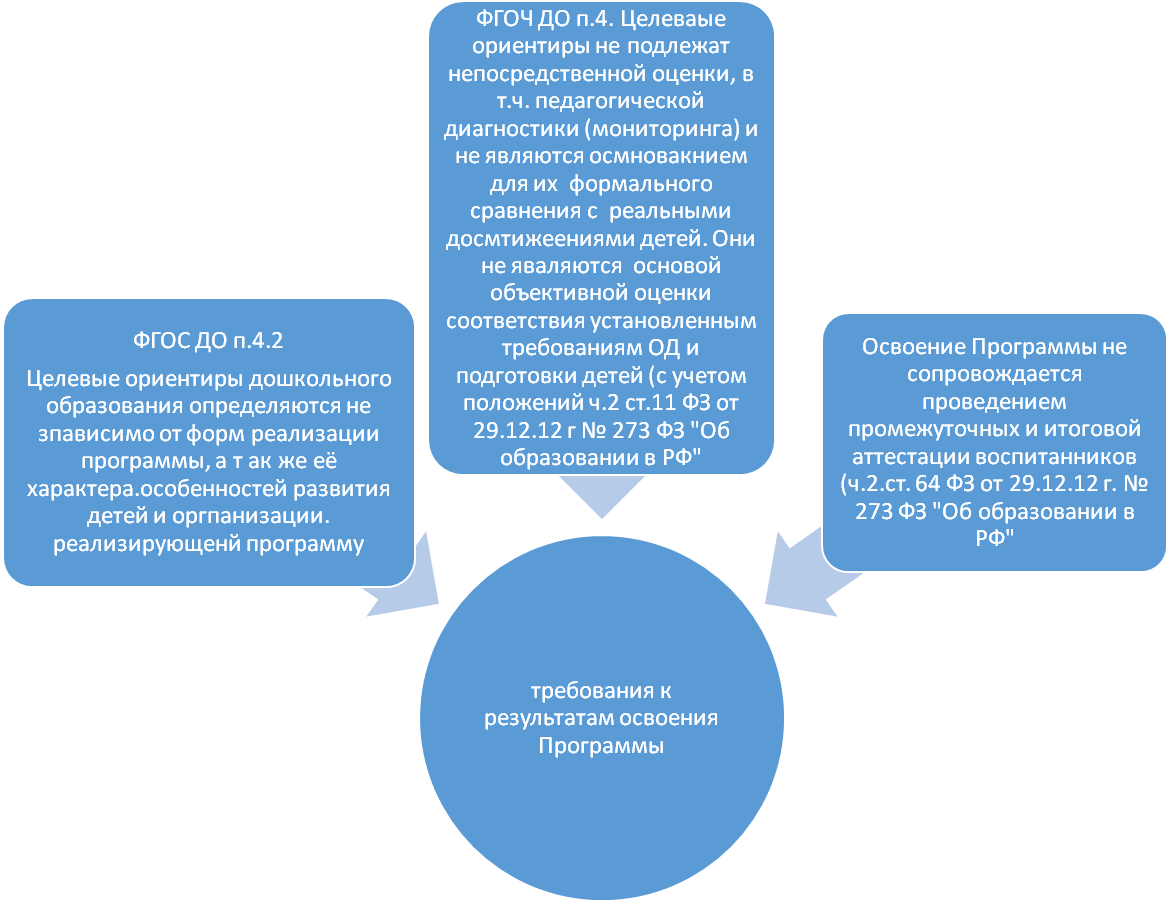 ФГОС ДО п.4.2
Целевые ориентиры дошкольного
образования определяются не
зпависимо от форм реализации
программы, а т ак же её
характера.особенностей развития
детей и оргпанизации.
реализирующенй программу
ФГОЧ ДО п.4. Целеваые
ориентиры не подлежат
непосредственной оценки, в
т.ч. педагогической
диагностики (мониторинга) и
не являются осмновакнием
для их формального
сравнения с реальными
досмтижеениями детей. Они
не яваляются основой
объективной оценки
соответствия установленным
требованиям ОД и
подготовки детей (с учетом
положений ч.2 ст.11 ФЗ от
29.12.12 г № 273 ФЗ "Об
образовании в РФ"
Освоение Программы не
сопровождается
проведением
промежуточных и итоговой
аттестации воспитанников
(ч.2.ст. 64 ФЗ от 29.12.12 г. №
273 ФЗ "Об образовании в
РФ"
требования к
результатам освоения
Программы